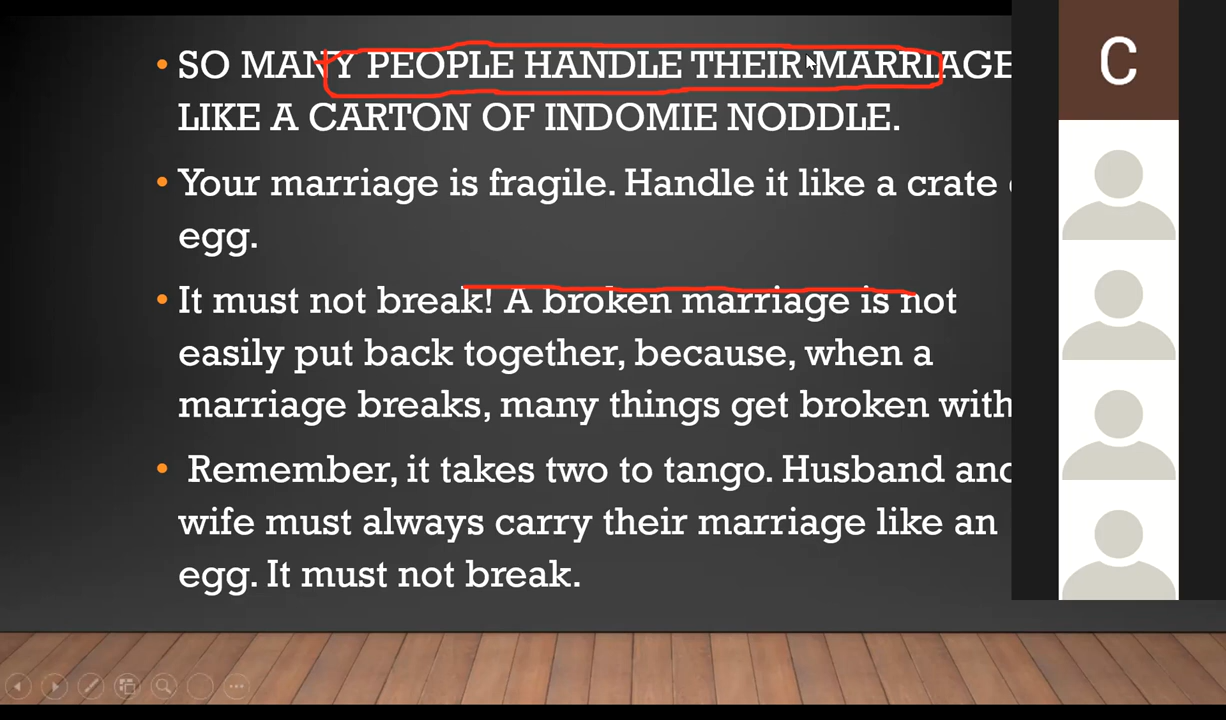 • SO MANY PEOPLE HANDLE THEIR MARRIAGE
LIKE A CARTON OF INDOMIE NODDLE.
• Your marriage is fragile. Handle it like a crate
egg.
• It must not break! A broken marriage is not
easily put back together, because, when a
marriage breaks, many things get broken with
• Remember, it takes two to tango. Husband and
wife must always carry their marriage like an
egg. It must not break.
C